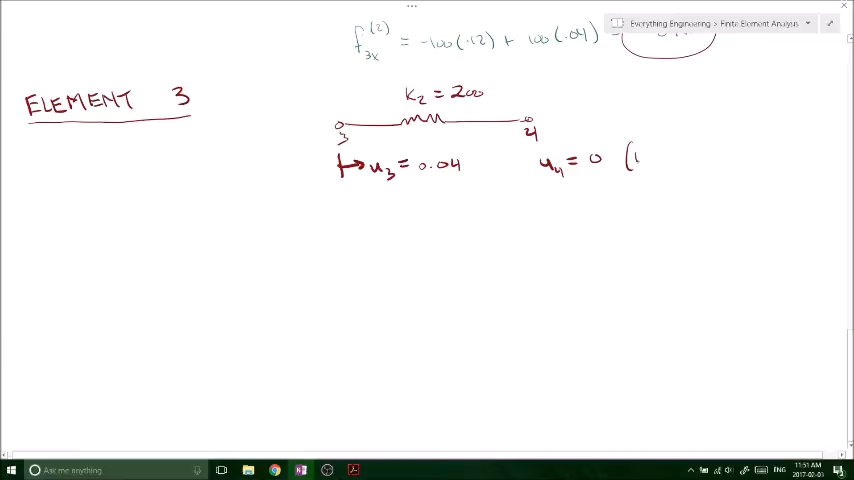 Everything Engineering > Finite Element Analysis
f₃ₓ⁽²⁾ = -100(.12) + 100(.04) =
ELEMENT 3
K₂ = 200
3 4
u₃ = 0.04 u₄ = 0 (
Ask me anything
ENG
11:51 AM
2017-02-03